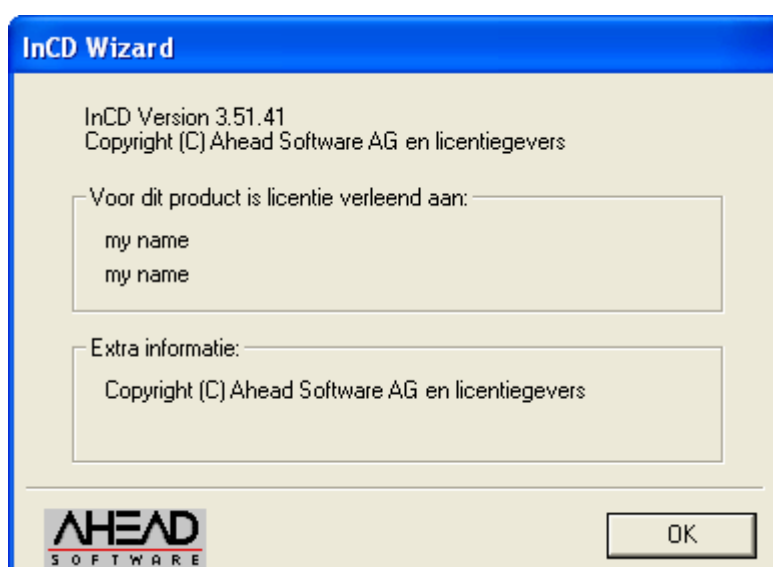 InCD Wizard
InCD Version 3.51.41
Copyright (C) Ahead Software AG en licentiegevers
Voor dit product is licentie verleend aan:
my name
my name
Extra informatie:
Copyright (C) Ahead Software AG en licentiegevers
AHEAD
SOFTWARE
OK